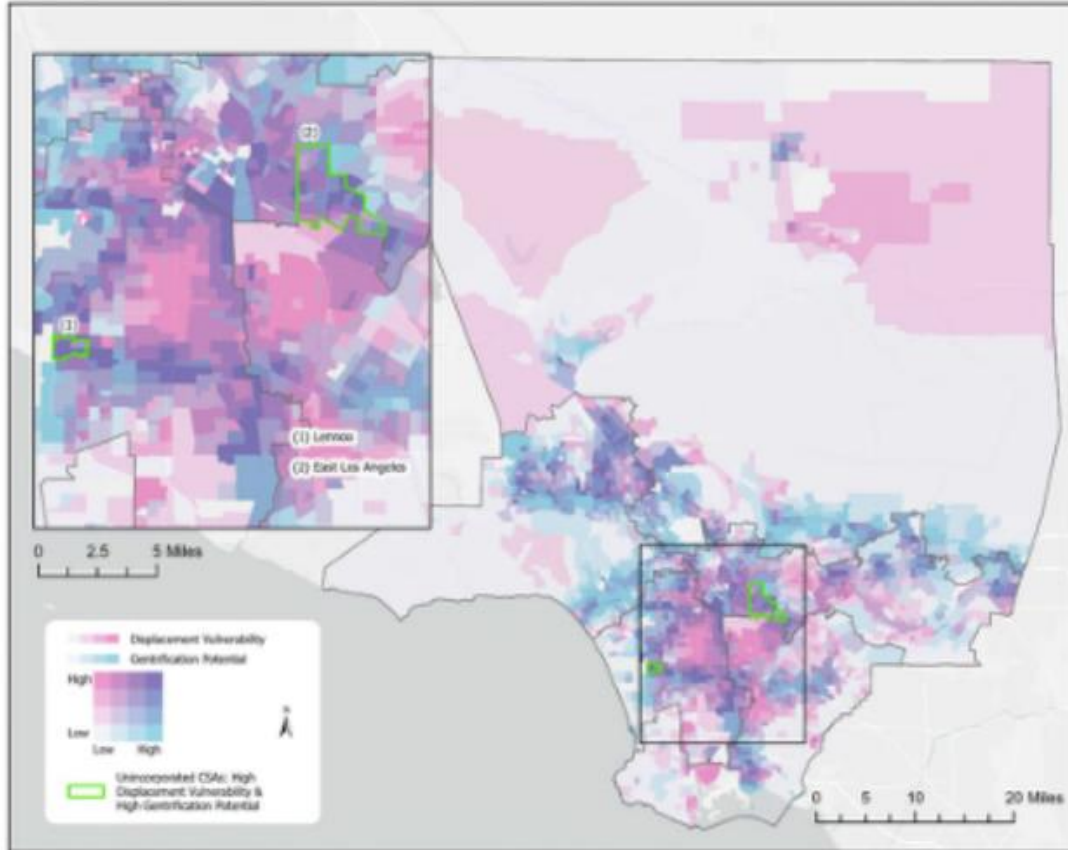 (2)
(1)
(1) Lennox
(2) East Los Angeles
0 2.5 5 Miles
Displacement Vulnerability
Gentrification Potential
High
Low
Low High
N
Unincorporated CSAs: High
Displacement Vulnerability &
High Gentrification Potential
0 5 10 20 Miles